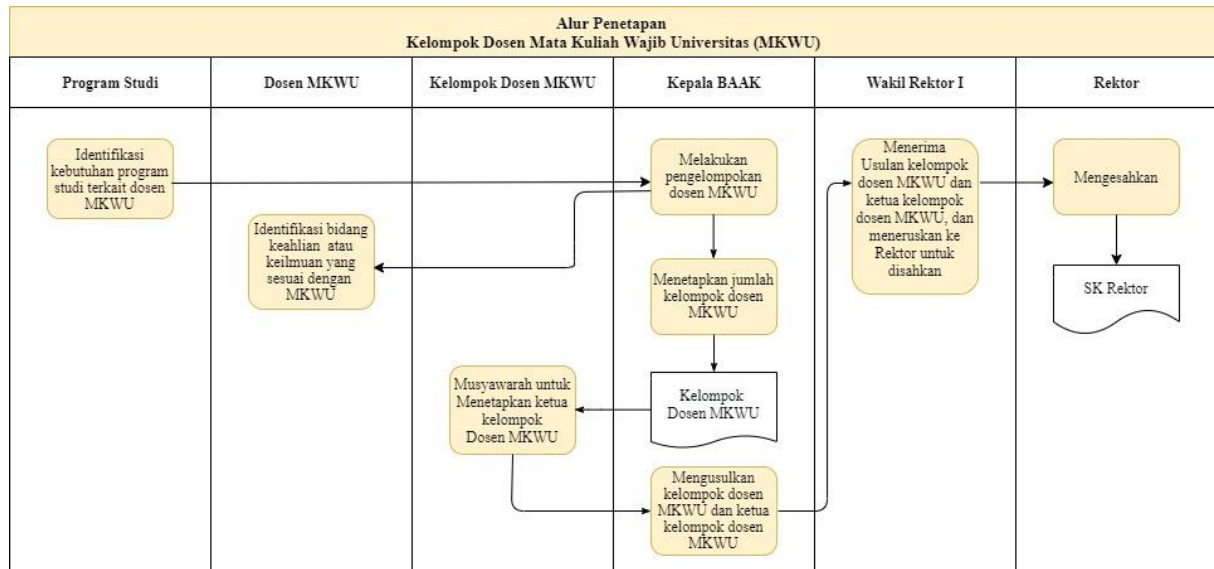 Alur Penetapan
Kelompok Dosen Mata Kuliah Wajib Universitas (MKWU)
Program Studi
Dosen MKWU
Kelompok Dosen MKWU
Kepala BAAK
Wakil Rektor I
Rektor
Identifikasi
kebutuhan program
studi terkait dosen
MKWU
Melakukan
pengelompokan
dosen MKWU
Menerima
Usulan kelompok
dosen MKWU dan
ketua kelompok
dosen MKWU, dan
meneruskan ke
Rektor untuk
disahkan
Mengesahkan
Identifikasi bidang
keahlian atau
keilmuan yang
sesuai dengan
MKWU
Menetapkan jumlah
kelompok dosen
MKWU
SK Rektor
Musyawarah untuk
Menetapkan ketua
kelompok
Dosen MKWU
Kelompok
Dosen MKWU
Mengusulkan
kelompok dosen
MKWU dan ketua
kelompok dosen
MKWU